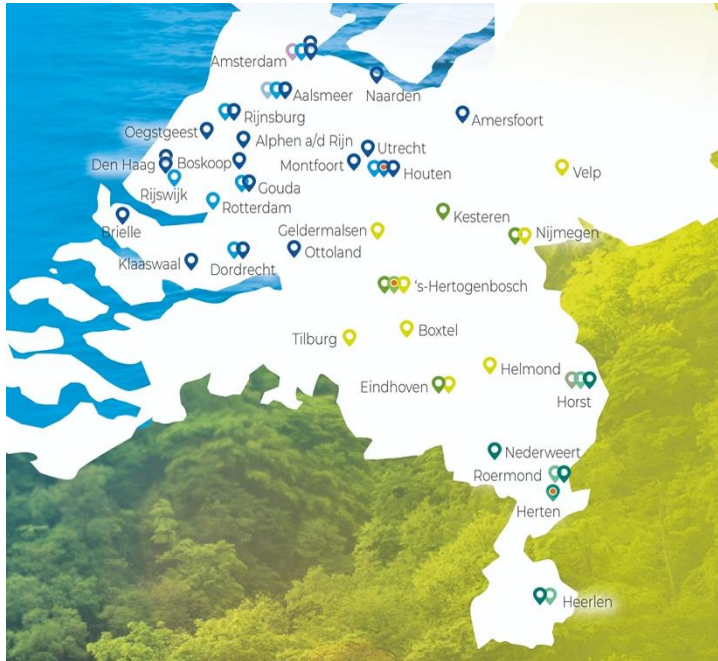 Amsterdam
Naarden
Aalsmeer
Rijnsburg
Amersfoort
Oegstgeest
Alphen a/d Rijn
Utrecht
Den Haag
Boskoop
Montfoort
Houten
Velp
Rijswijk
Gouda
Rotterdam
Kesteren
Brielle
Geldermalsen
Nijmegen
Klaaswaal
Dordrecht
Ottoland
's-Hertogenbosch
Tilburg
Boxtel
Helmond
Eindhoven
Horst
Nederweert
Roermond
Herten
Heerlen